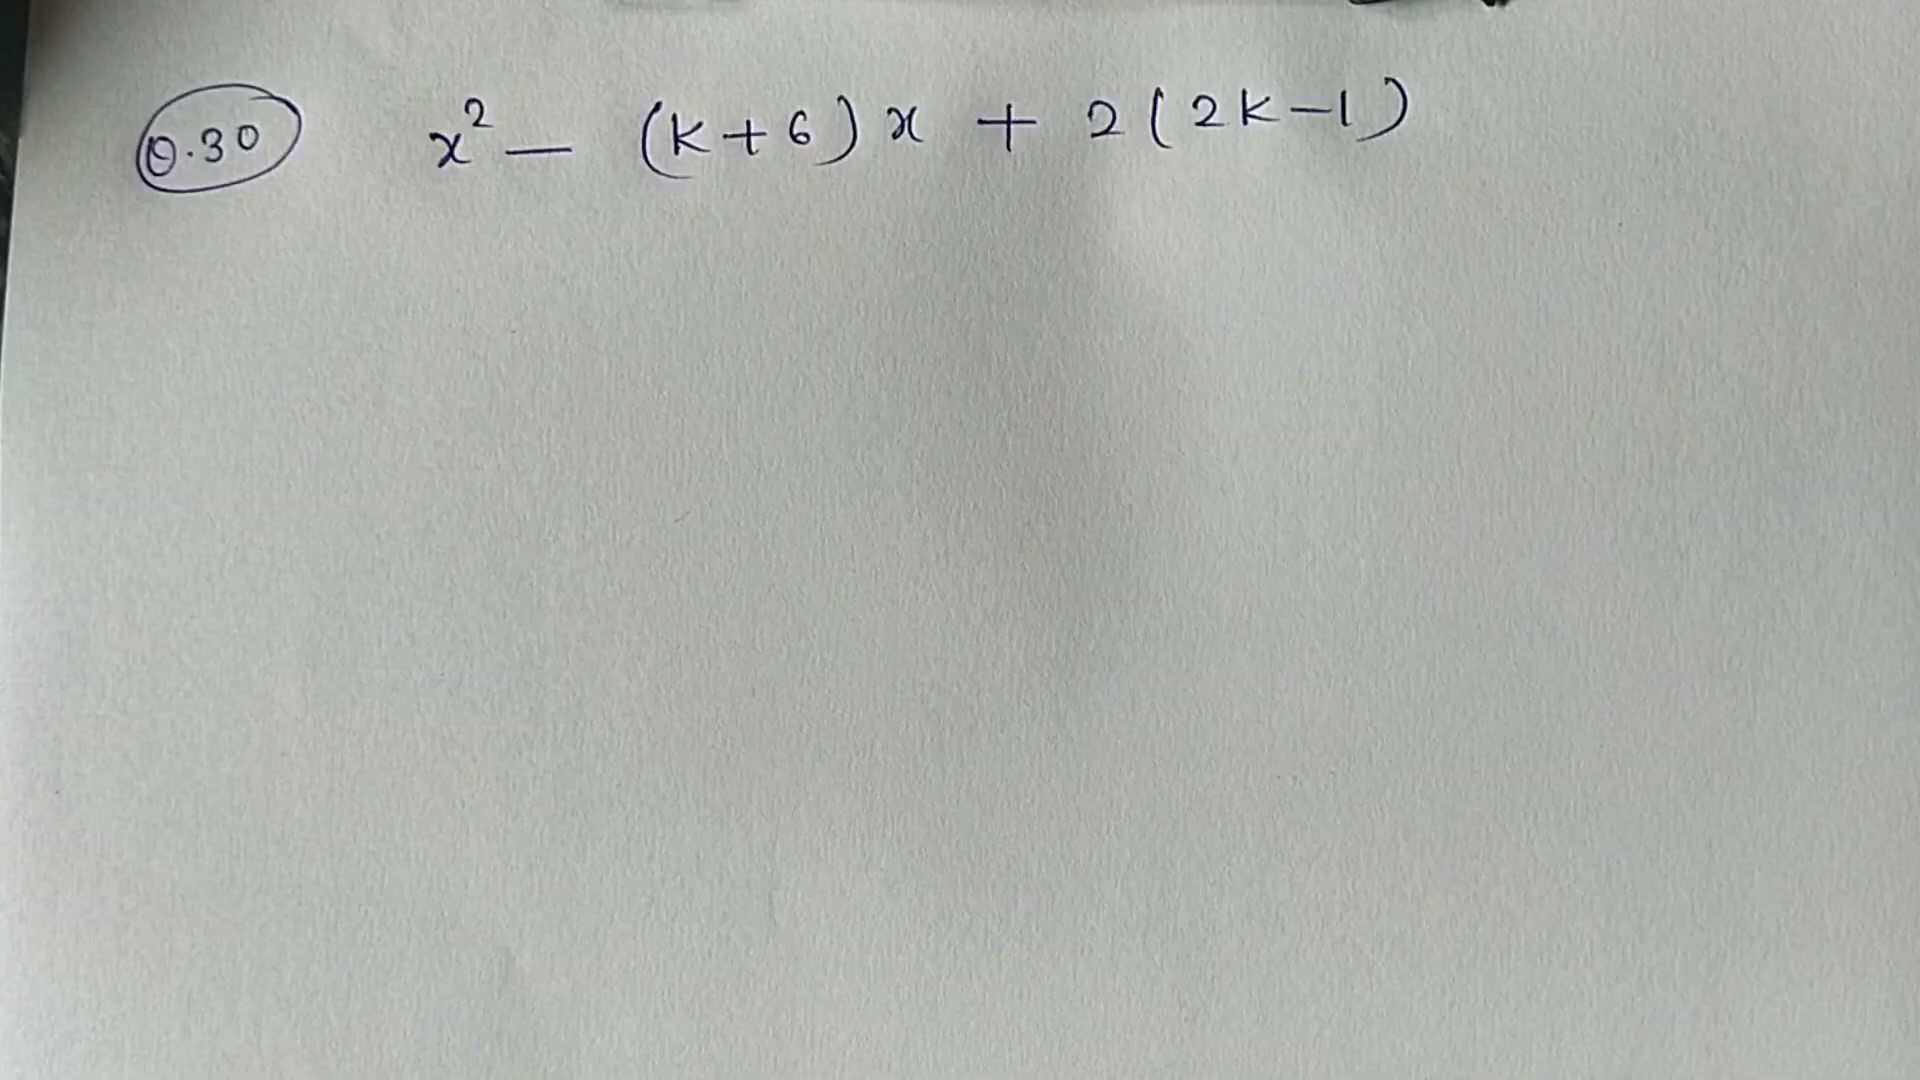 Q.30 x² - (k+6)x + 2(2k-1)